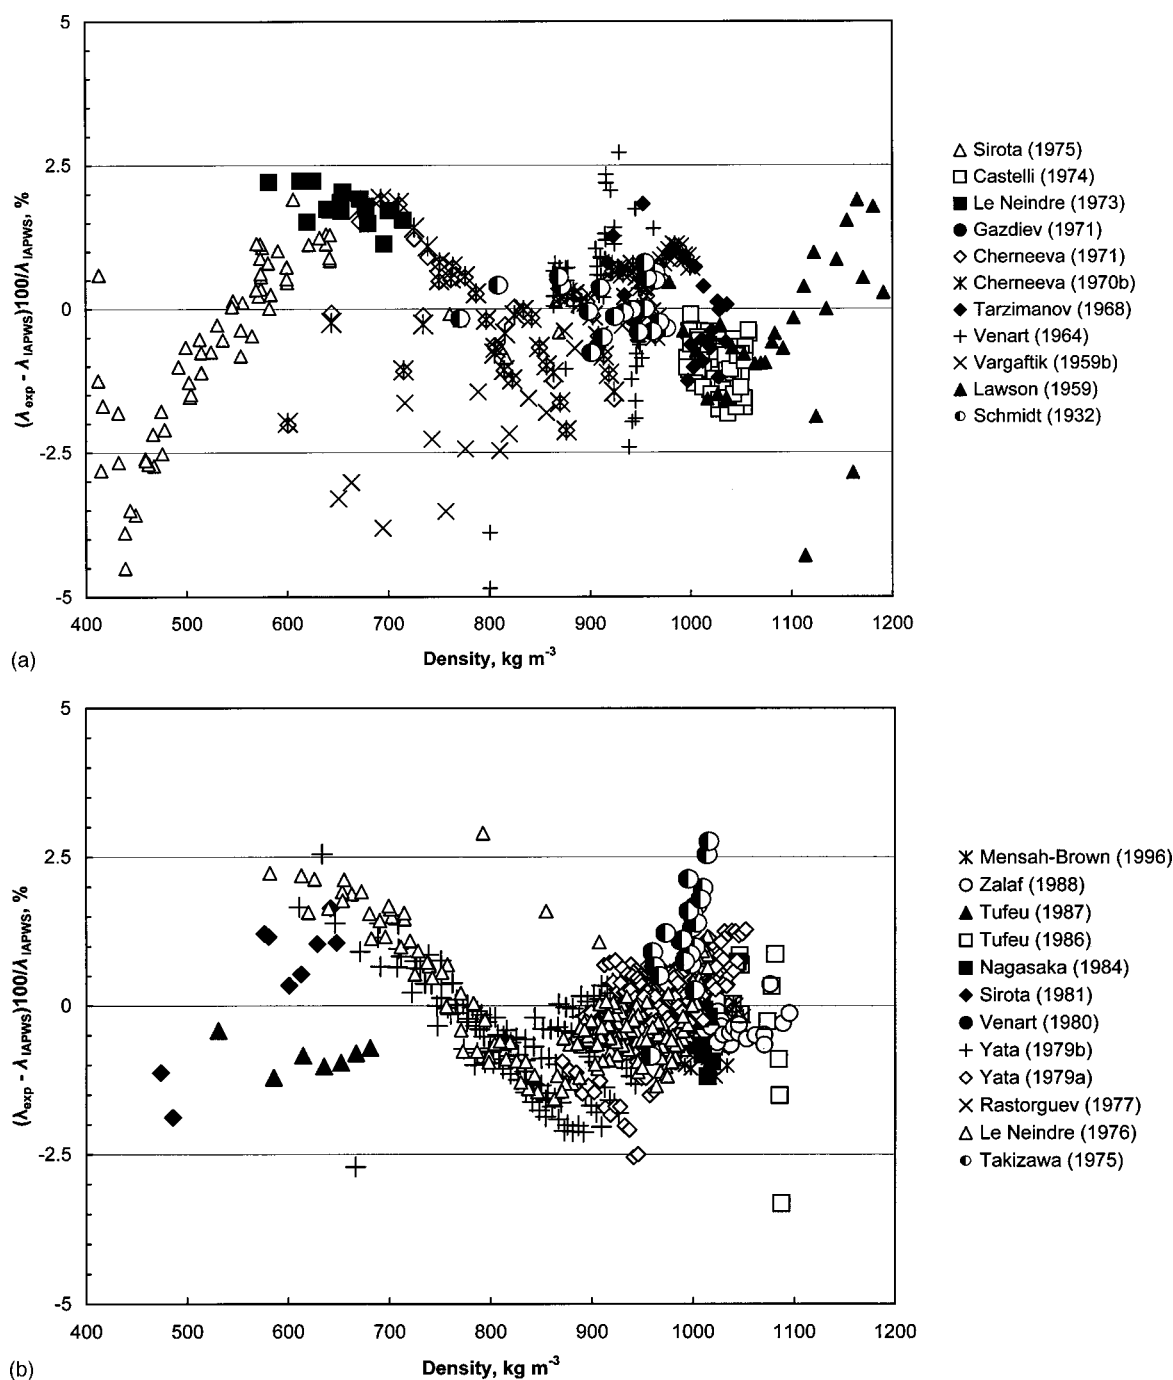 5
2.5
0
-2.5
-5
(λexp - λIAPWS)100/λIAPWS, %
400 500 600 700 800 900 1000 1100 1200
Density, kg m-3
(a)
Sirota (1975)
Castelli (1974)
Le Neindre (1973)
Gazdiev (1971)
Cherneeva (1971)
Cherneeva (1970b)
Tarzimanov (1968)
Venart (1964)
Vargaftik (1959b)
Lawson (1959)
Schmidt (1932)
5
2.5
0
-2.5
-5
(λexp - λIAPWS)100/λIAPWS, %
400 500 600 700 800 900 1000 1100 1200
Density, kg m-3
(b)
Mensah-Brown (1996)
Zalaf (1988)
Tufeu (1987)
Tufeu (1986)
Nagasaka (1984)
Sirota (1981)
Venart (1980)
Yata (1979b)
Yata (1979a)
Rastorguev (1977)
Le Neindre (1976)
Takizawa (1975)